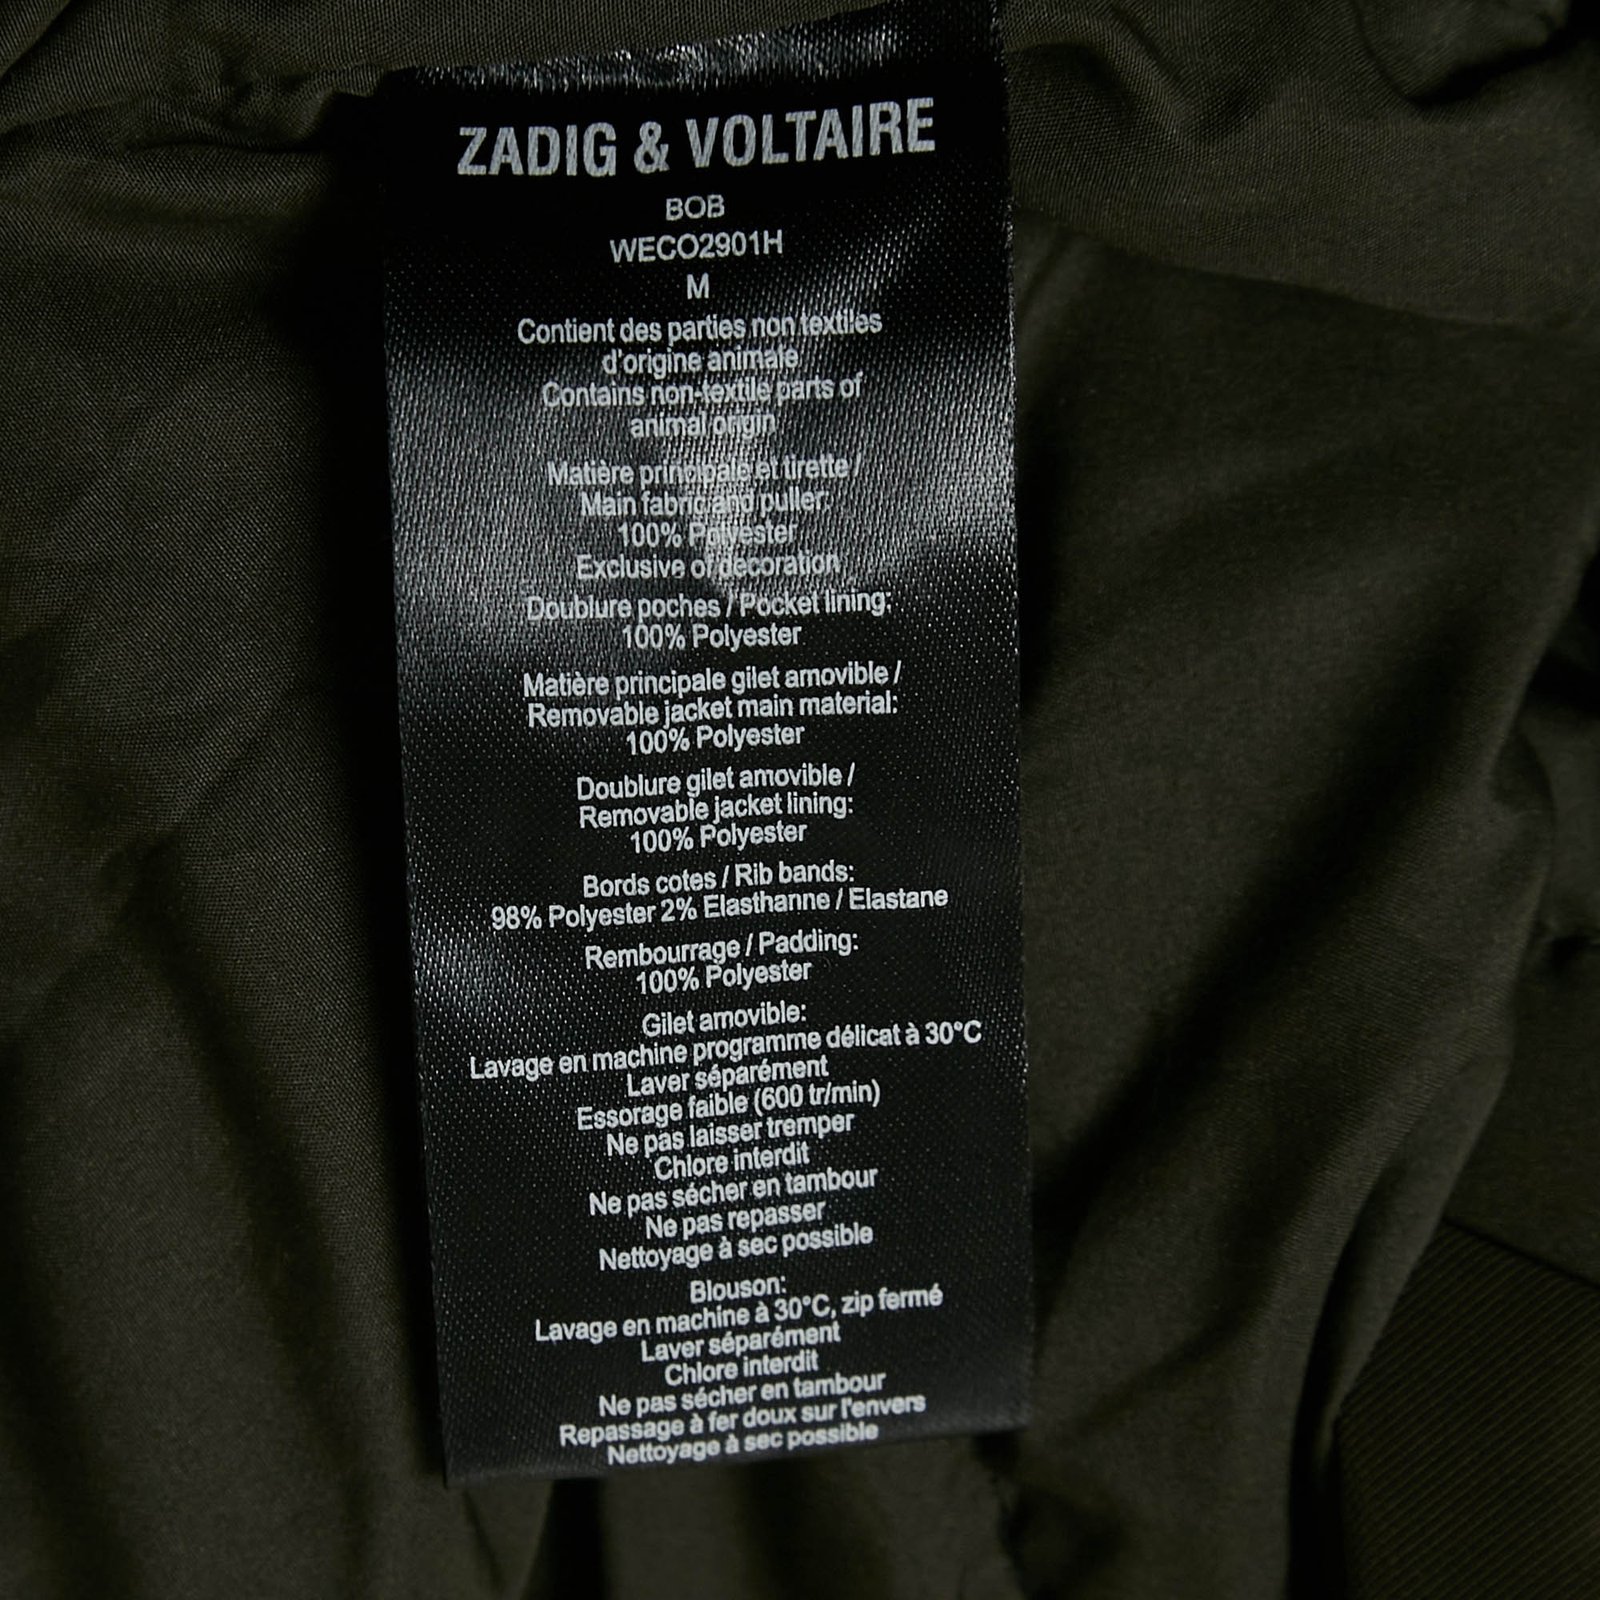 ZADIG & VOLTAIRE
BOB
WECO2901H
M
Contient des parties non textiles
d'origine animale
Contains non-textile parts of
animal origin
Matière principale et tirette /
Main fabric and puller:
100% Polyester
Exclusive of decoration
Doublure poches / Pocket lining:
100% Polyester
Matière principale gilet amovible /
Removable jacket main material:
100% Polyester
Doublure gilet amovible /
Removable jacket lining:
100% Polyester
Bords cotes / Rib bands:
98% Polyester 2% Elasthanne / Elastane
Rembourrage / Padding:
100% Polyester
Gilet amovible:
Lavage en machine programme délicat à 30°C
Laver séparément
Essorage faible (600 tr/min)
Ne pas laisser tremper
Chlore interdit
Ne pas sécher en tambour
Ne pas repasser
Nettoyage à sec possible
Blouson:
Lavage en machine à 30°C, zip fermé
Laver séparément
Chlore interdit
Ne pas sécher en tambour
Repassage à fer doux sur l'envers
Nettoyage à sec possible